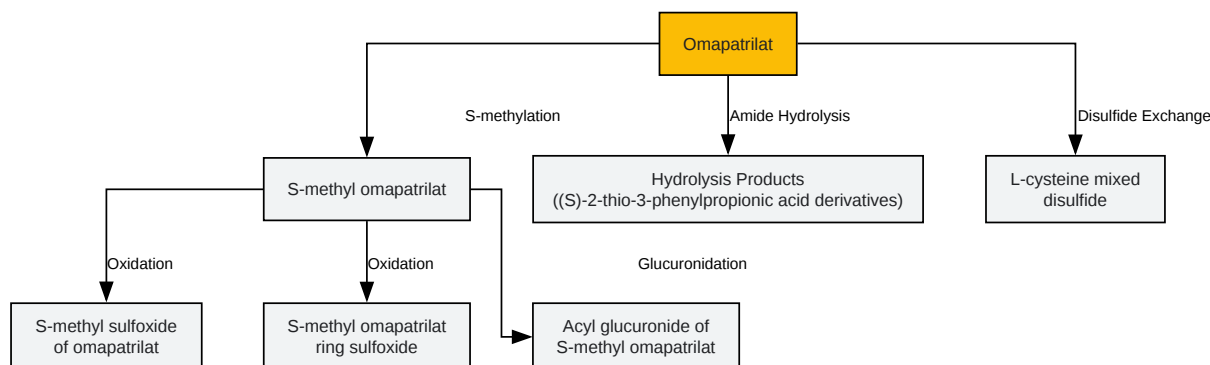 Omapatrilat
S-methylation
Amide Hydrolysis
Disulfide Exchange
S-methyl omapatrilat
Hydrolysis Products
((S)-2-thio-3-phenylpropionic acid derivatives)
L-cysteine mixed
disulfide
Oxidation
Oxidation
Glucuronidation
S-methyl sulfoxide
of omapatrilat
S-methyl omapatrilat
ring sulfoxide
Acyl glucuronide of
S-methyl omapatrilat